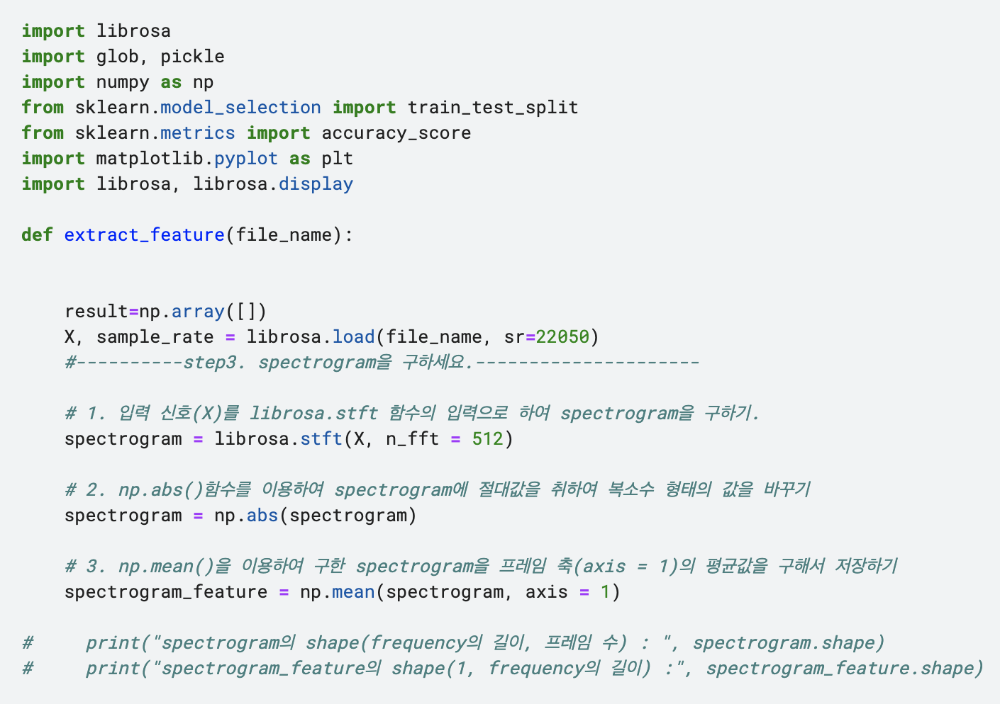 import librosa
import glob, pickle
import numpy as np
from sklearn.model_selection import train_test_split
from sklearn.metrics import accuracy_score
import matplotlib.pyplot as plt
import librosa, librosa.display
def extract_feature(file_name):
    result=np.array([])
    X, sample_rate = librosa.load(file_name, sr=22050)
    #----------step3. spectrogram을 구하세요.---------------------
    # 1. 입력 신호(X)를 librosa.stft 함수의 입력으로 하여 spectrogram을 구하기.
    spectrogram = librosa.stft(X, n_fft = 512)
    # 2. np.abs()함수를 이용하여 spectrogram에 절대값을 취하여 복소수 형태의 값을 바꾸기
    spectrogram = np.abs(spectrogram)
    # 3. np.mean()을 이용하여 구한 spectrogram을 프레임 축(axis = 1)의 평균값을 구해서 저장하기
    spectrogram_feature = np.mean(spectrogram, axis = 1)
#     print("spectrogram의 shape(frequency의 길이, 프레임 수) : ", spectrogram.shape)
#     print("spectrogram_feature의 shape(1, frequency의 길이) :", spectrogram_feature.shape)